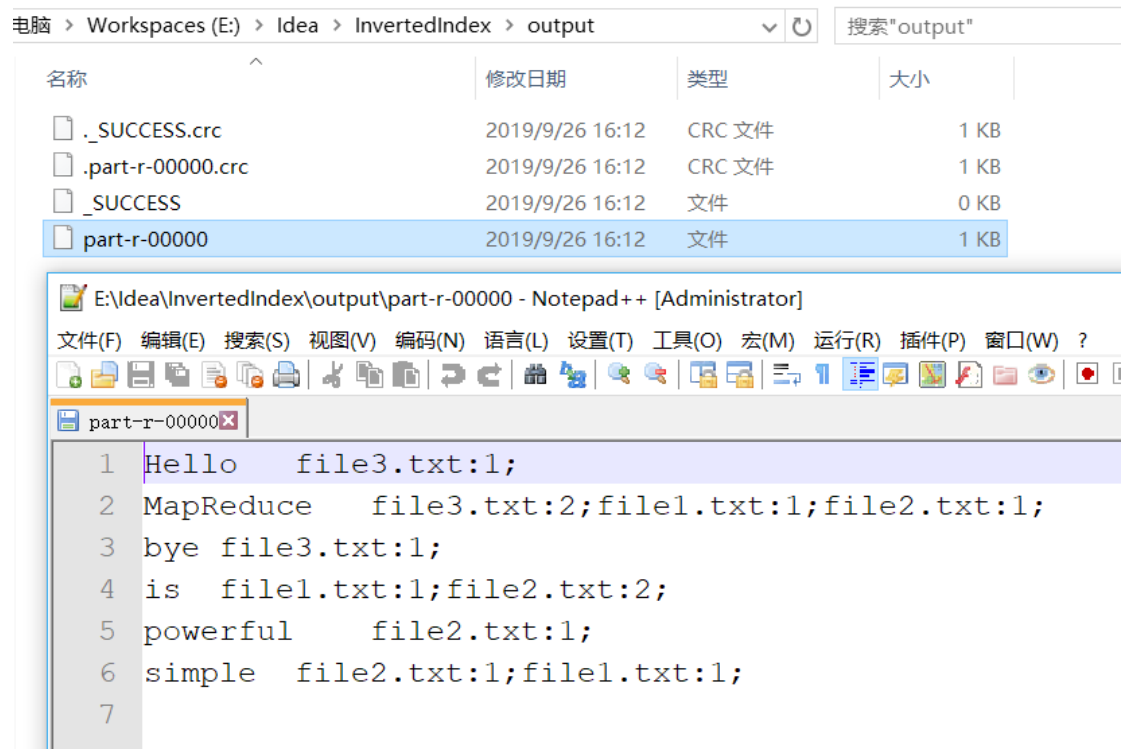 电脑 > Workspaces (E:) > Idea > InvertedIndex > output
搜索"output"
名称 修改日期 类型 大小
._SUCCESS.crc 2019/9/26 16:12 CRC 文件 1 KB
.part-r-00000.crc 2019/9/26 16:12 CRC 文件 1 KB
_SUCCESS 2019/9/26 16:12 文件 0 KB
part-r-00000 2019/9/26 16:12 文件 1 KB
E:\Idea\InvertedIndex\output\part-r-00000 - Notepad++ [Administrator]
文件(F) 编辑(E) 搜索(S) 视图(V) 编码(N) 语言(L) 设置(T) 工具(O) 宏(M) 运行(R) 插件(P) 窗口(W) ?
part-r-00000
1 Hello file3.txt:1;
2 MapReduce file3.txt:2;file1.txt:1;file2.txt:1;
3 bye file3.txt:1;
4 is file1.txt:1;file2.txt:2;
5 powerful file2.txt:1;
6 simple file2.txt:1;file1.txt:1;
7